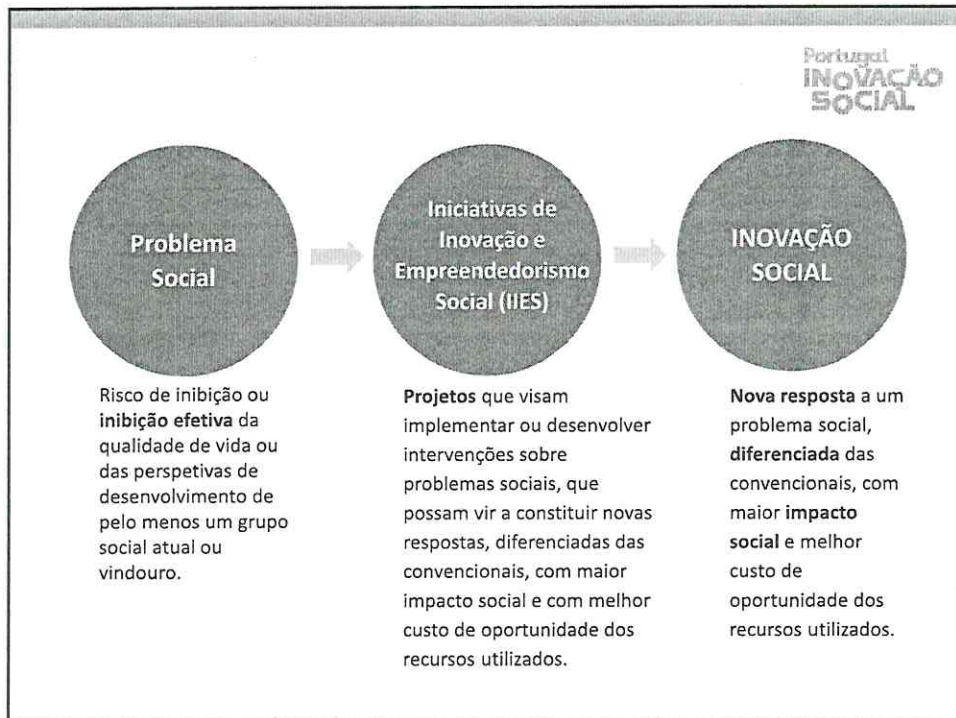 Portugal
INOVAÇÃO
SOCIAL
Problema
Social
Iniciativas de
Inovação e
Empreendedorismo
Social (IIES)
INOVAÇÃO
SOCIAL
Risco de inibição ou
inibição efetiva da
qualidade de vida ou
das perspetivas de
desenvolvimento de
pelo menos um grupo
social atual ou
vindouro.
Projetos que visam
implementar ou desenvolver
intervenções sobre
problemas sociais, que
possam vir a constituir novas
respostas, diferenciadas das
convencionais, com maior
impacto social e com melhor
custo de oportunidade dos
recursos utilizados.
Nova resposta a um
problema social,
diferenciada das
convencionais, com
maior impacto
social e melhor
custo de
oportunidade dos
recursos utilizados.